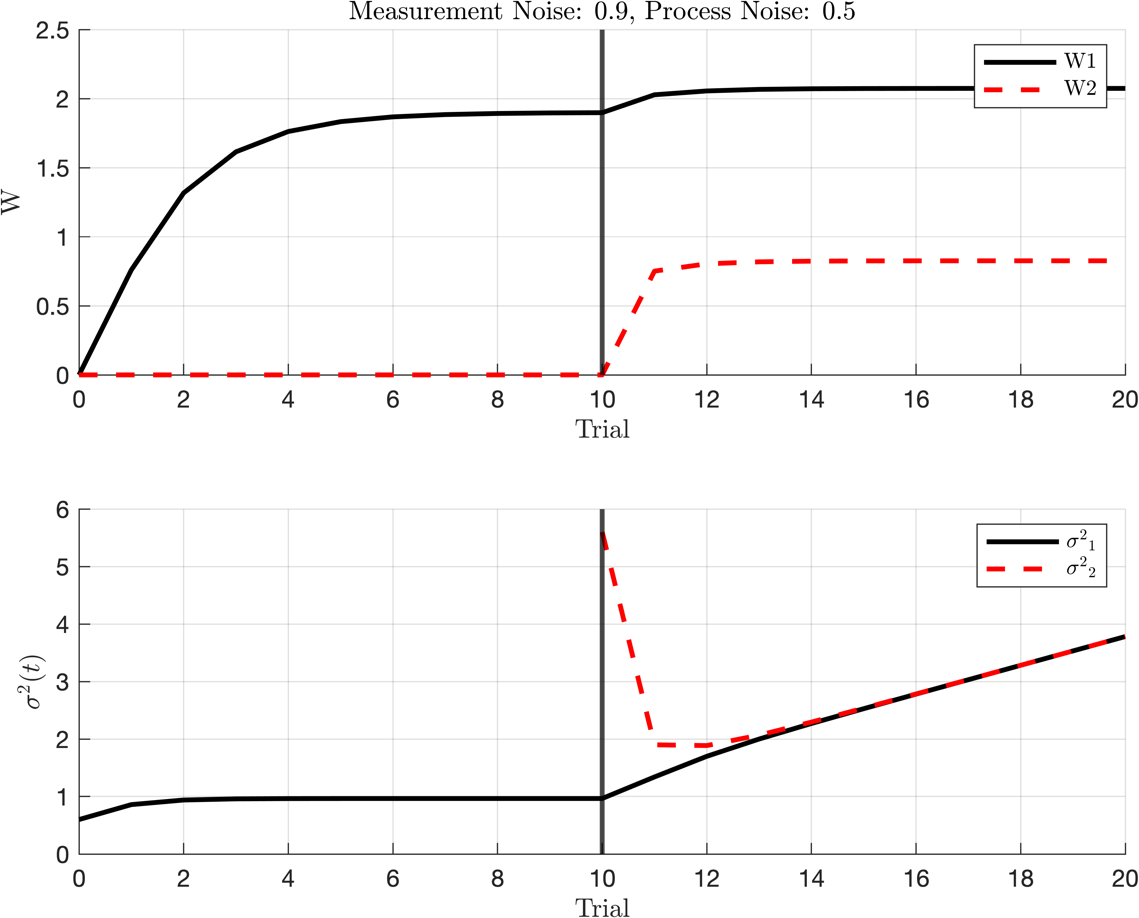 Measurement Noise: 0.9, Process Noise: 0.5
2.5
2
1.5
1
0.5
0
W
W1
W2
0 2 4 6 8 10 12 14 16 18 20
Trial
6
5
4
3
2
1
0
σ²(t)
σ²₁
σ²₂
0 2 4 6 8 10 12 14 16 18 20
Trial